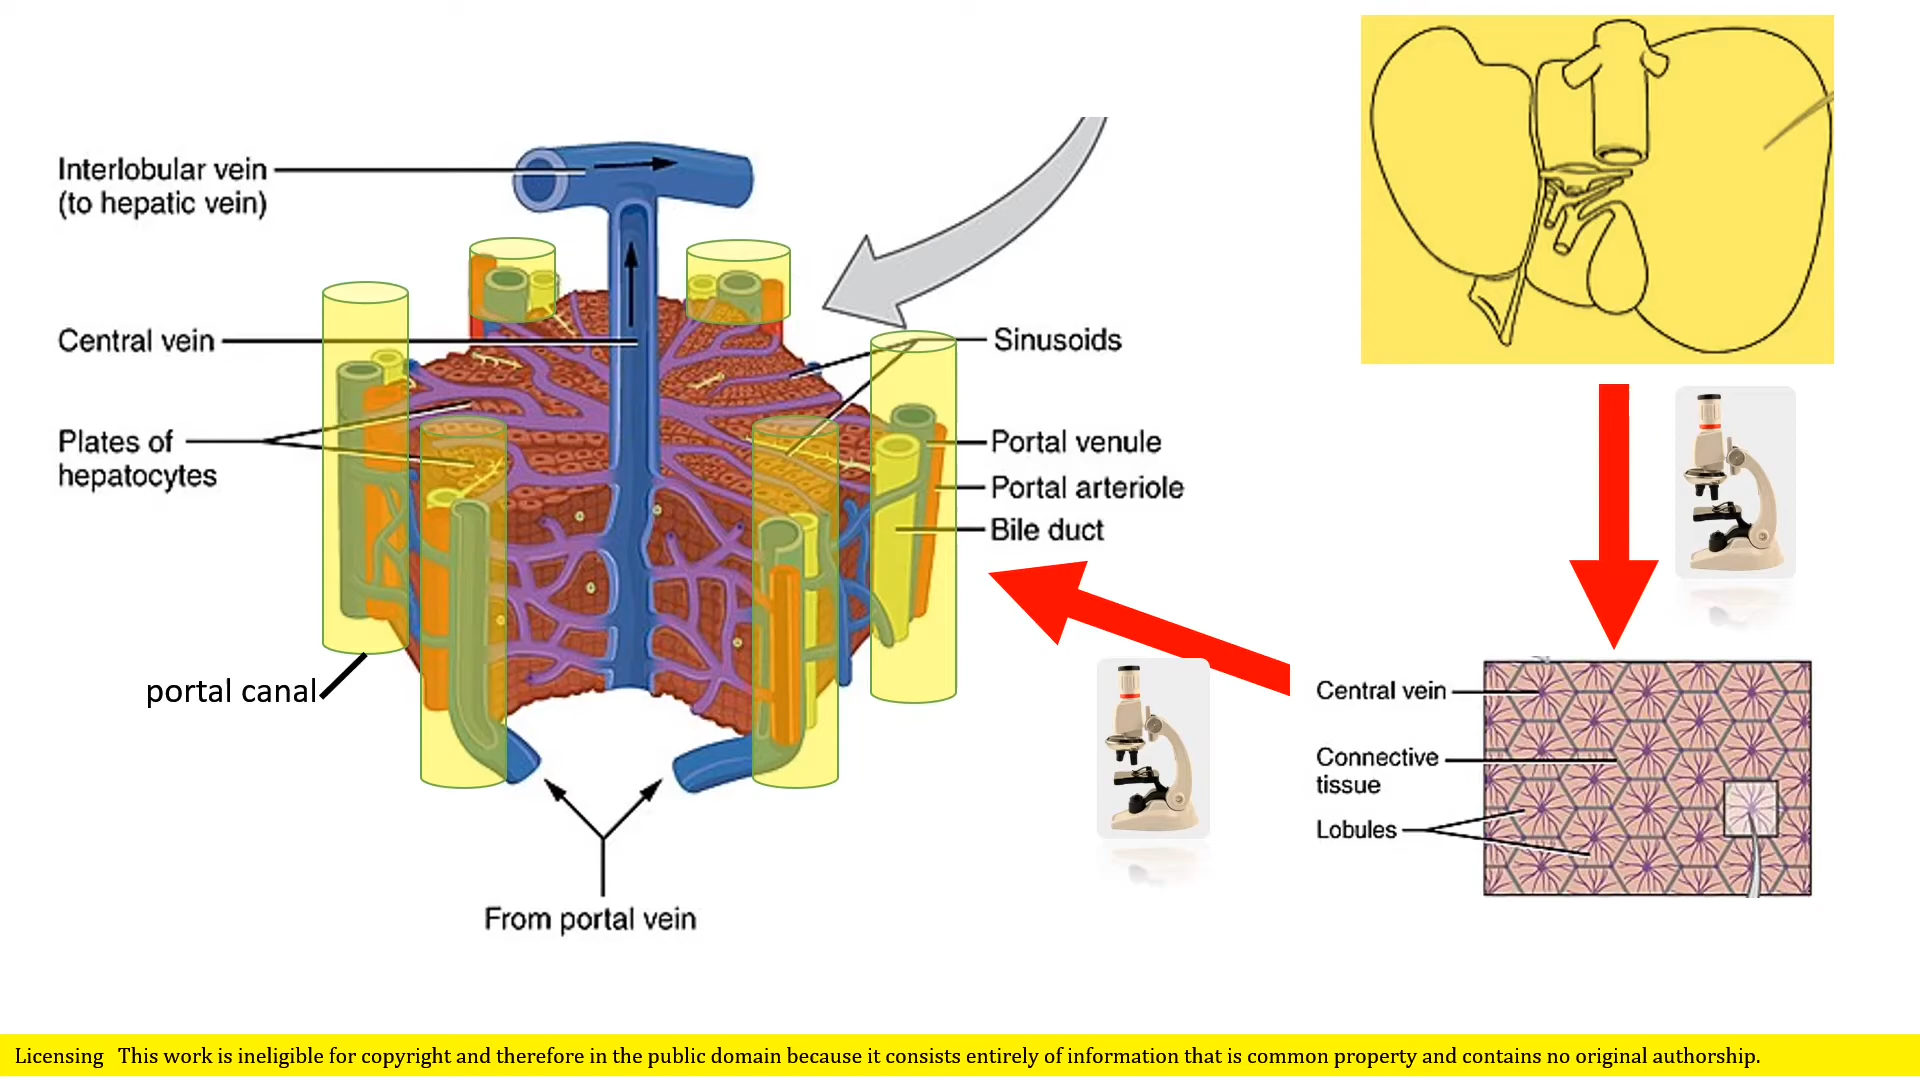 Interlobular vein
(to hepatic vein)
Central vein
Plates of
hepatocytes
portal canal
From portal vein
Sinusoids
Portal venule
Portal arteriole
Bile duct
Central vein
Connective
tissue
Lobules
Licensing This work is ineligible for copyright and therefore in the public domain because it consists entirely of information that is common property and contains no original authorship.